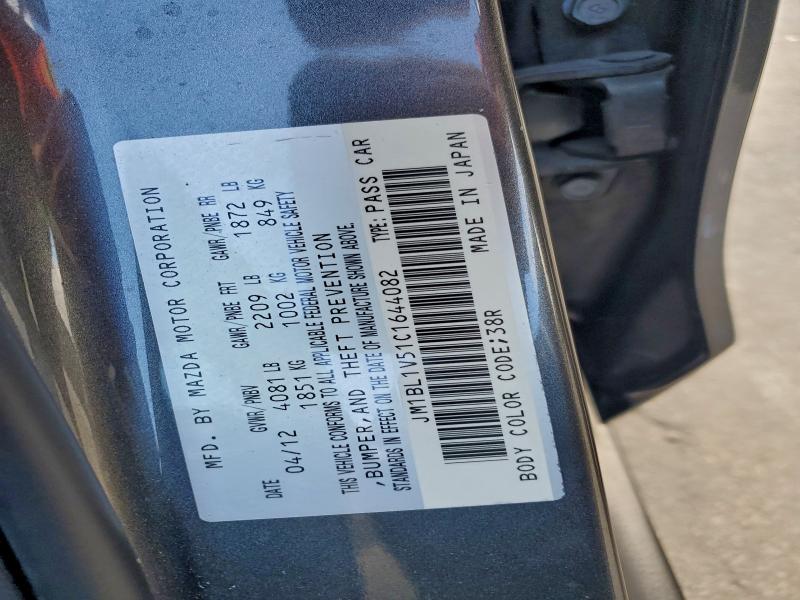 MFD. BY MAZDA MOTOR CORPORATION
DATE GVWR/PNBV GAWR/PNBE FRT GAWR/PNBE RR
04/12 4081 LB 2209 LB 1872 LB
1851 KG 1002 KG 849 KG
THIS VEHICLE CONFORMS TO ALL APPLICABLE FEDERAL MOTOR VEHICLE SAFETY
, BUMPER, AND THEFT PREVENTION
STANDARDS IN EFFECT ON THE DATE OF MANUFACTURE SHOWN ABOVE.
JM1BL1V51C1644082 TYPE: PASS CAR
BODY COLOR CODE;38R MADE IN JAPAN